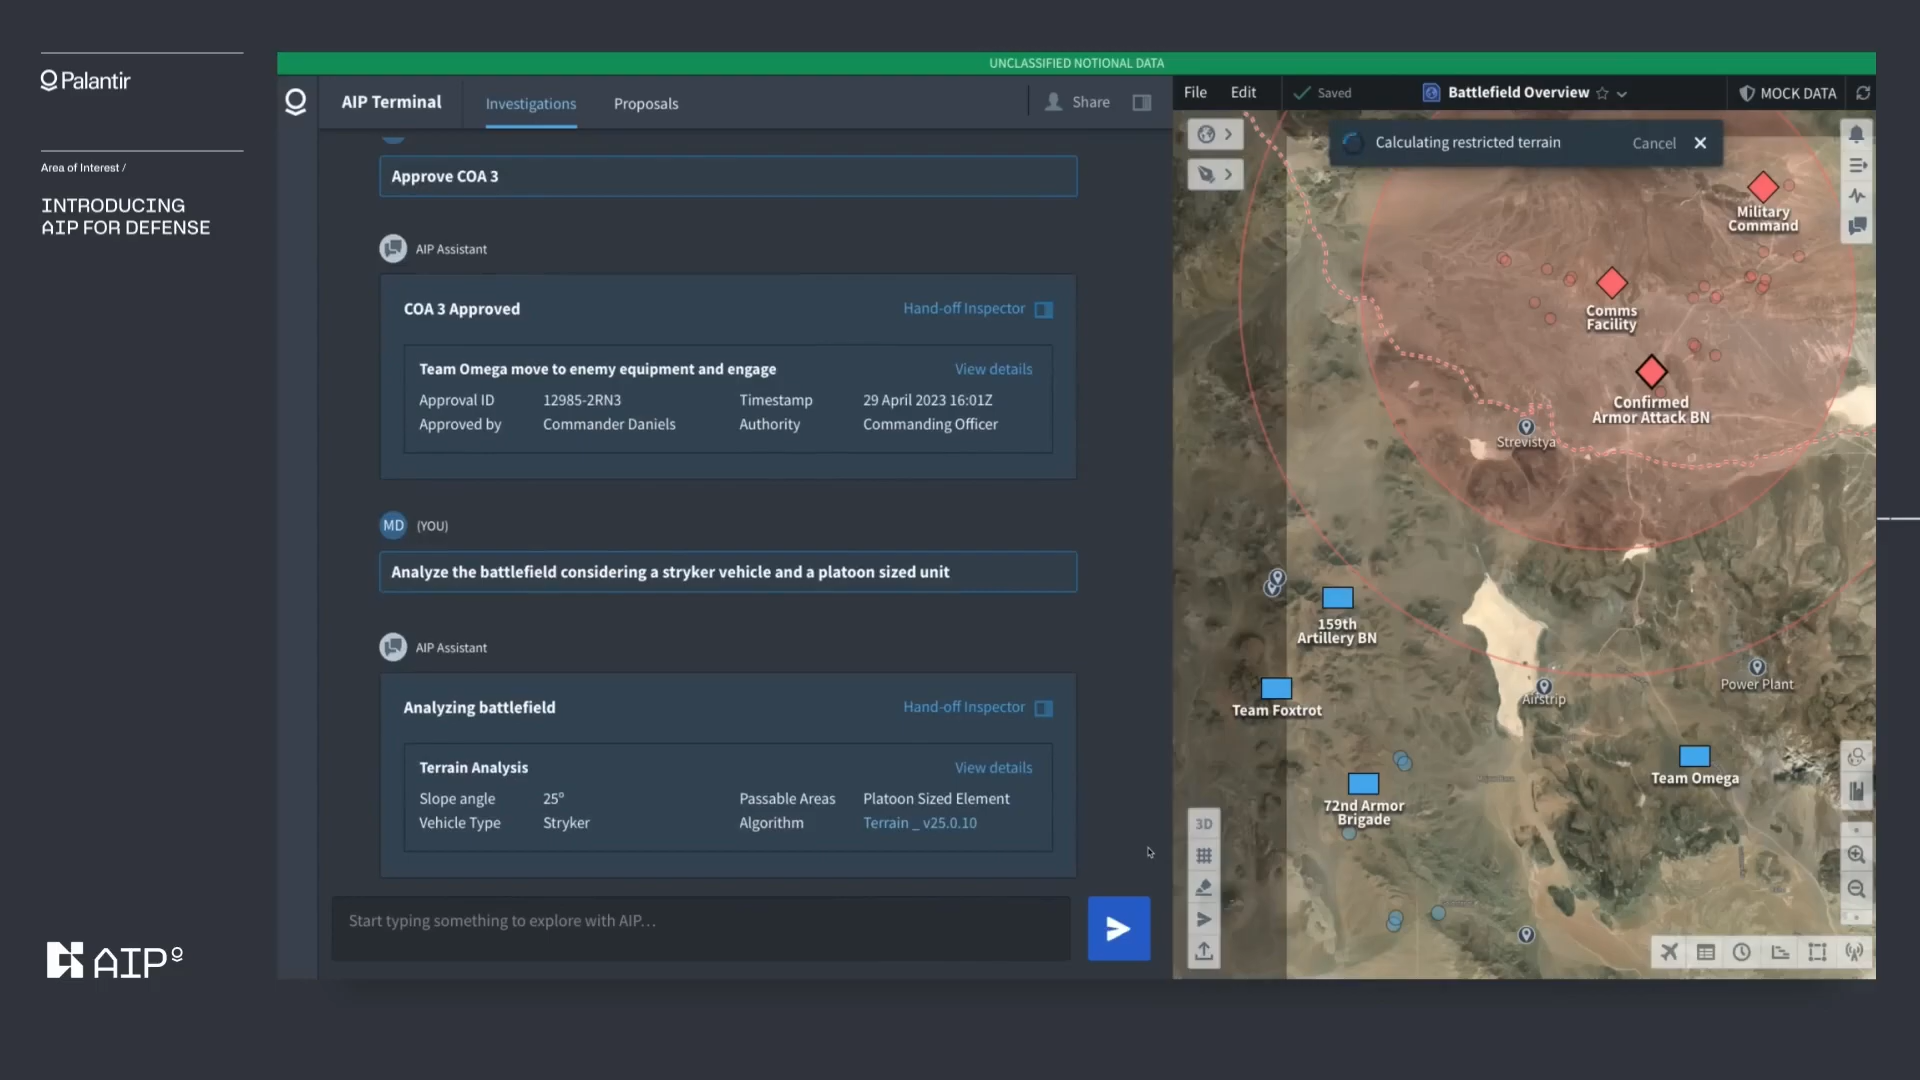 Palantir
Area of Interest /
INTRODUCING
AIP FOR DEFENSE
AIP
UNCLASSIFIED NOTIONAL DATA
AIP Terminal
Investigations
Proposals
Share
Approve COA 3
AIP Assistant
COA 3 Approved
Hand-off Inspector
Team Omega move to enemy equipment and engage
View details
Approval ID 12985-2RN3 Timestamp 29 April 2023 16:01Z
Approved by Commander Daniels Authority Commanding Officer
MD (YOU)
Analyze the battlefield considering a stryker vehicle and a platoon sized unit
AIP Assistant
Analyzing battlefield
Hand-off Inspector
Terrain Analysis
View details
Slope angle 25º Passable Areas Platoon Sized Element
Vehicle Type Stryker Algorithm Terrain _ v25.0.10
Start typing something to explore with AIP…
File Edit Saved
Battlefield Overview
MOCK DATA
Calculating restricted terrain
Cancel
Military
Command
Comms
Facility
Confirmed
Armor Attack BN
Strevistya
159th
Artillery BN
Power Plant
Airstrip
Team Foxtrot
Team Omega
72nd Armor
Brigade
3D